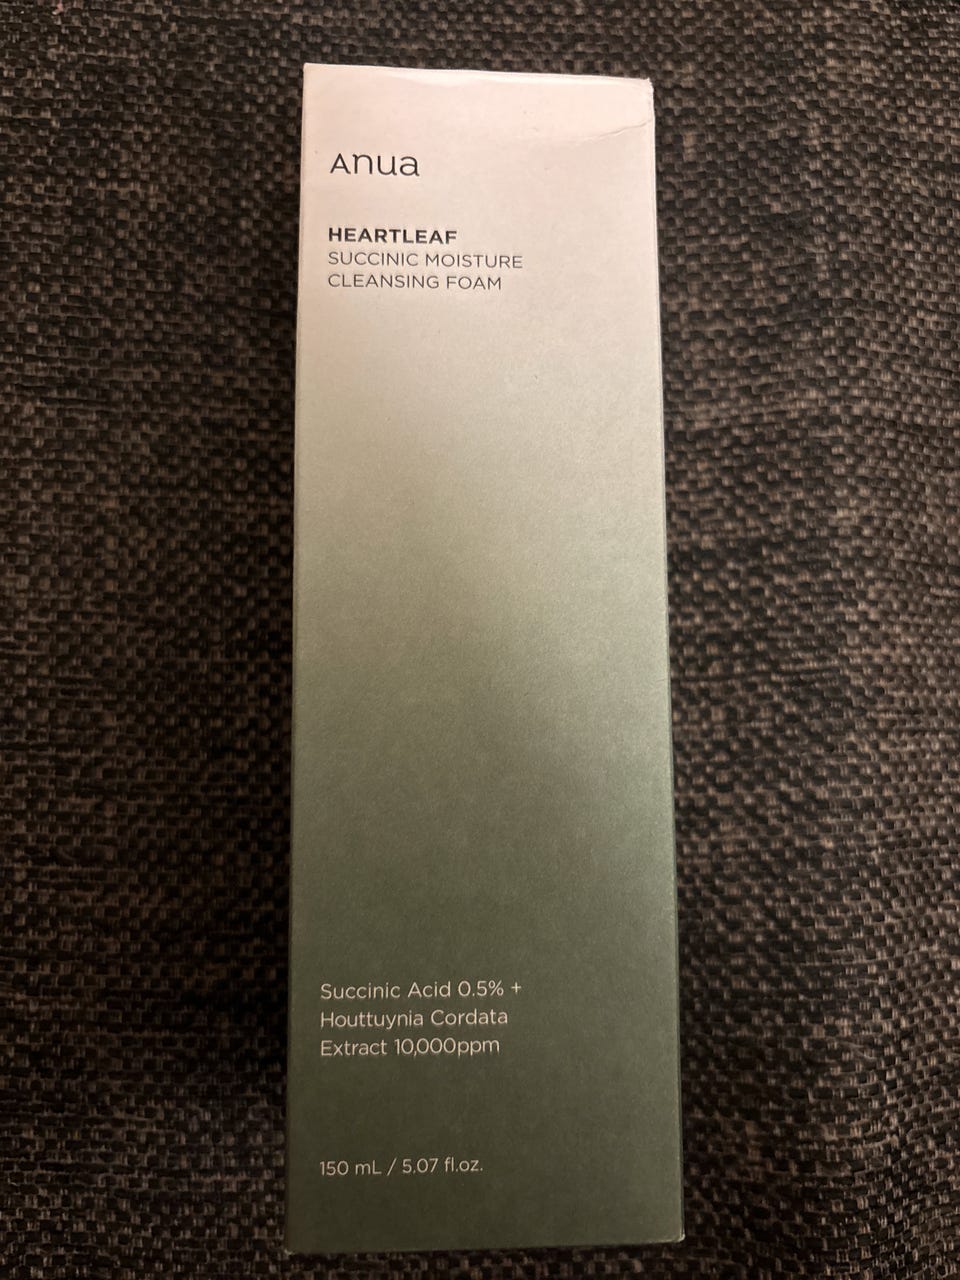 Anua
HEARTLEAF
SUCCINIC MOISTURE
CLEANSING FOAM
Succinic Acid 0.5% +
Houttuynia Cordata
Extract 10,000ppm
150 mL / 5.07 fl.oz.